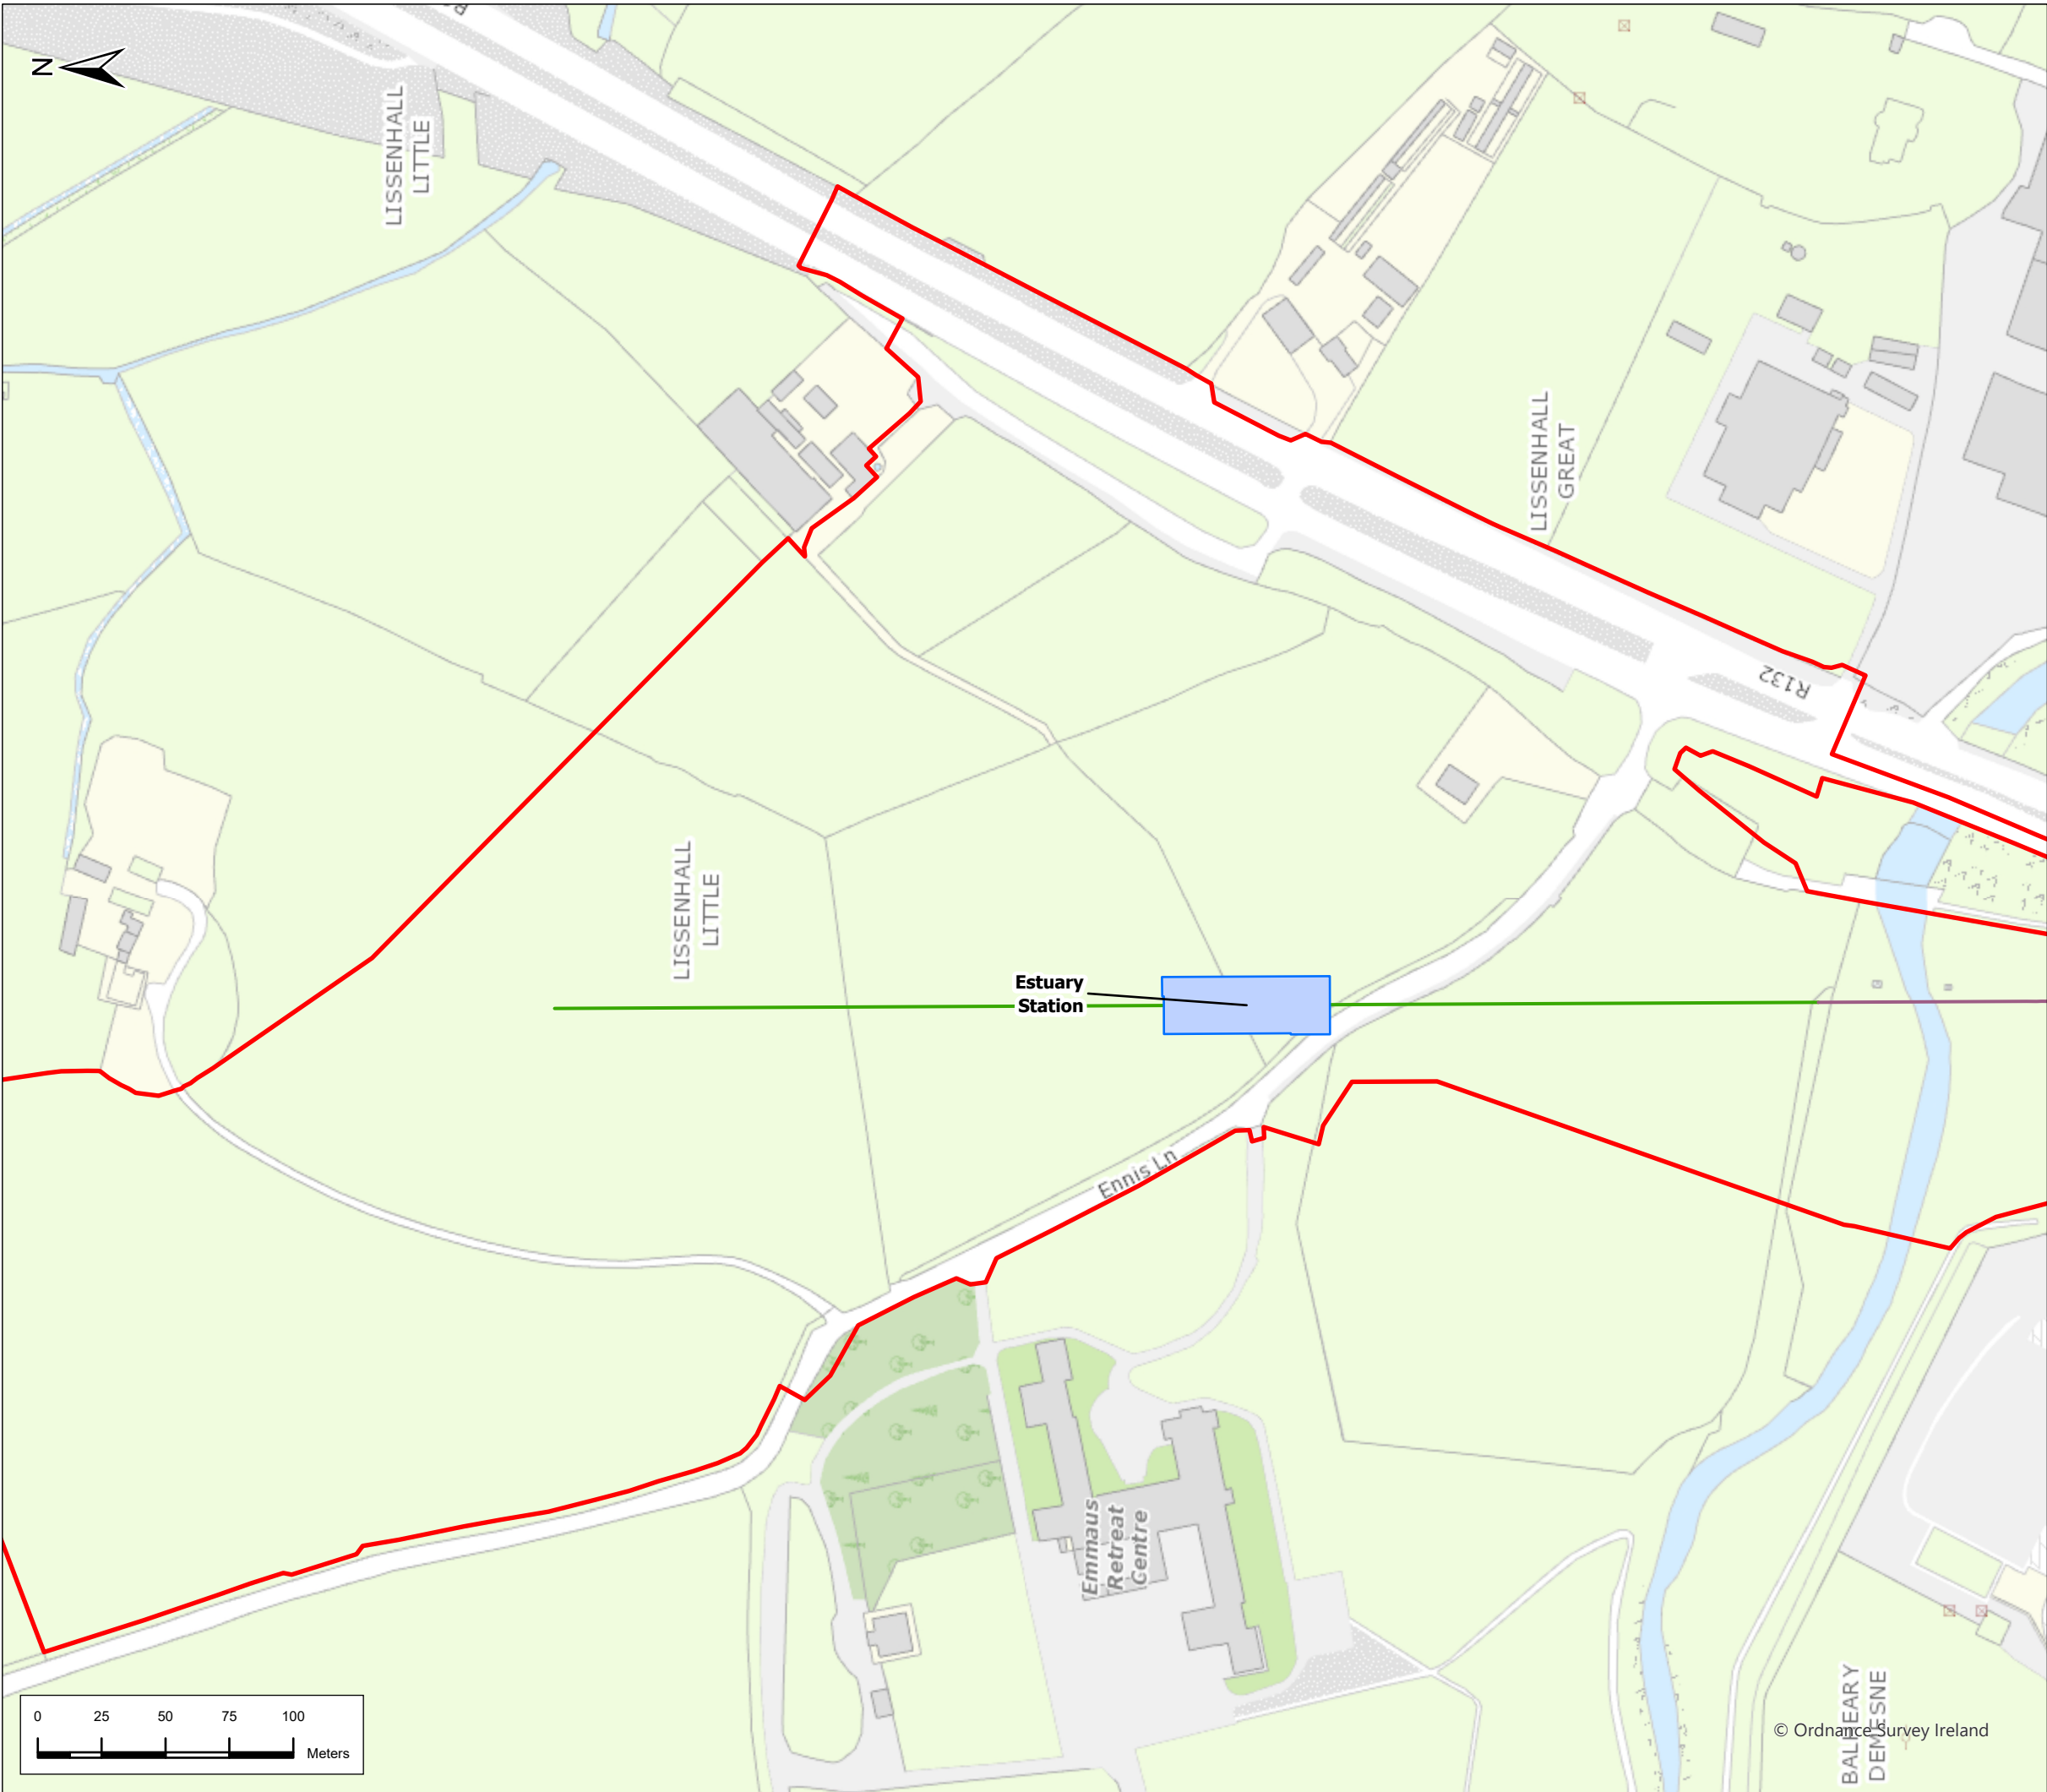 N
LISSENHALL
LITTLE
LISSENHALL
GREAT
R132
LISSENHALL
LITTLE
Estuary
Station
Ennis Ln
Emmaus
Retreat
Centre
BALHEARY
DEMESNE
© Ordnance Survey Ireland
0 25 50 75 100
Meters